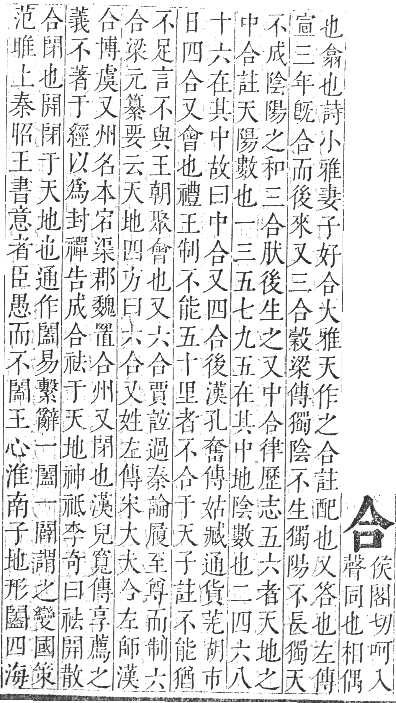 合 侯閣切呵入
聲同也相偶
也翕也詩小雅妻子好合大雅天作之合註配也又答也左傳
宣三年旣合而後來又三合穀梁傳獨陰不生獨陽不長獨天
不成陰陽之和三合肰後生之又中合律歷志五六者天地之
中合註天陽數也一三五七九五在其中地陰數也二四六八
十六在其中故曰中合又四合後漢孔奮傳姑藏通貨羌胡市
日四合又會也禮王制不能五十里者不合于天子註不能猶
不足言不與王朝聚會也又六合賈誼過秦論履至尊而制六
合梁元纂要云天地四方曰六合又姓左傳宋大夫合左師漢
合博虞又州名本宕渠郡魏置合州又閉也漢兒寬傳享薦之
義不著于經以爲封禪告成合祛于天地神祇李奇曰祛開散
合閉也開閉于天地也通作闔易繫辭一闔一闢謂之變國策
范雎上秦昭王書意者臣愚而不闔王心淮南子地形闔四海